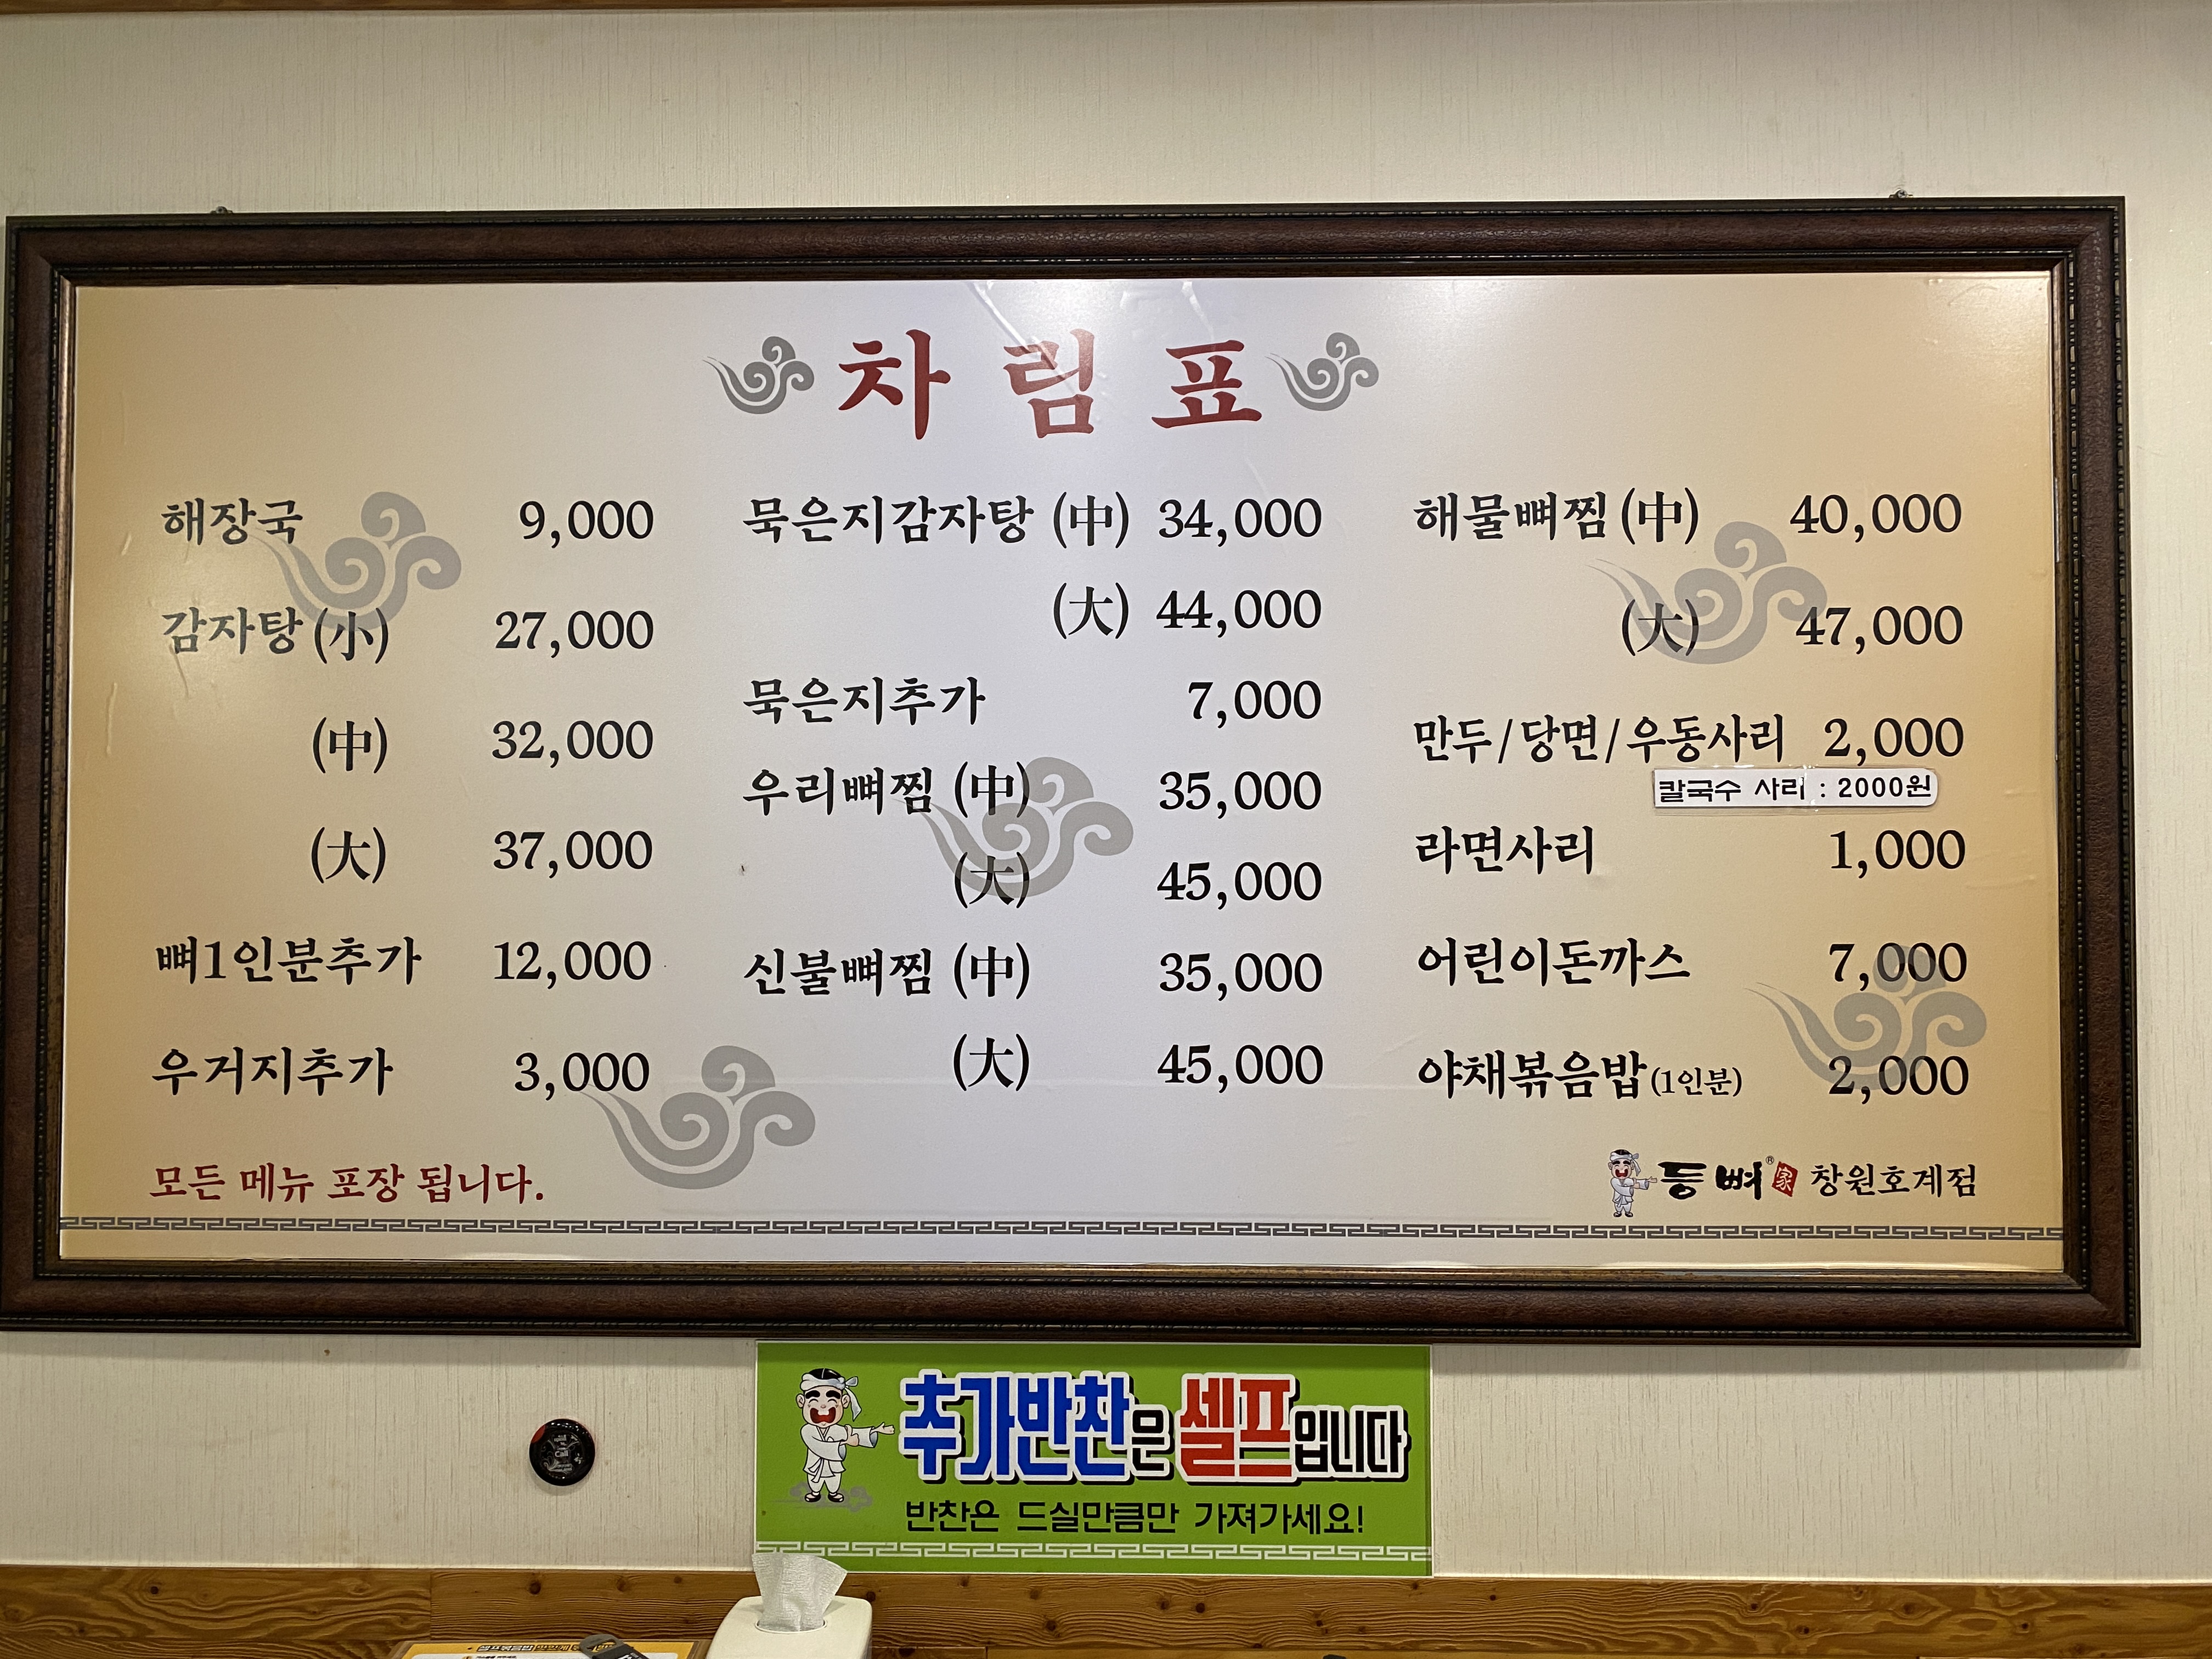 차림표
해장국 9,000
감자탕(小) 27,000
(中) 32,000
(大) 37,000
뼈1인분추가 12,000
우거지추가 3,000
모든 메뉴 포장 됩니다.
묵은지감자탕 (中) 34,000
(大) 44,000
묵은지추가 7,000
우리뼈찜 (中) 35,000
(大) 45,000
신불뼈찜 (中) 35,000
(大) 45,000
해물뼈찜(中) 40,000
(大) 47,000
만두/당면/우동사리 2,000
칼국수 사리 : 2000원
라면사리 1,000
어린이돈까스 7,000
야채볶음밥(1인분) 2,000
등뼈® 家 창원호계점
추가반찬은 셀프입니다
반찬은 드실만큼만 가져가세요!